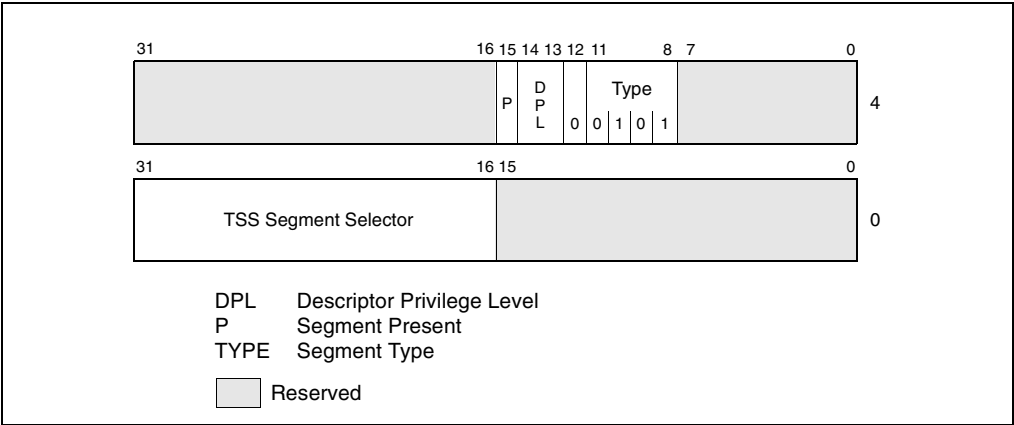 31 16 15 14 13 12 11 8 7 0
P
D
P
L
Type
0 0 1 0 1
4
31 16 15 0
TSS Segment Selector
0
DPL Descriptor Privilege Level
P Segment Present
TYPE Segment Type
Reserved